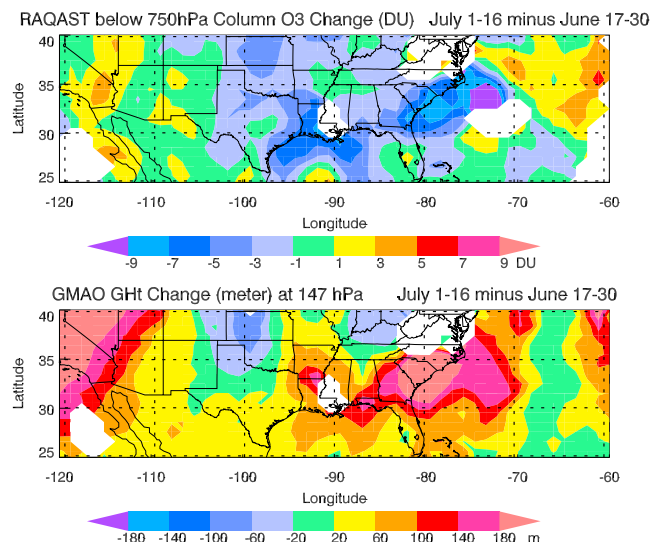 RAQAST below 750hPa Column O3 Change (DU) July 1-16 minus June 17-30
40
35
30
25
Latitude
-120 -110 -100 -90 -80 -70 -60
Longitude
-9 -7 -5 -3 -1 1 3 5 7 9 DU
GMAO GHt Change (meter) at 147 hPa July 1-16 minus June 17-30
40
35
30
25
Latitude
-120 -110 -100 -90 -80 -70 -60
Longitude
-180 -140 -100 -60 -20 20 60 100 140 180 m